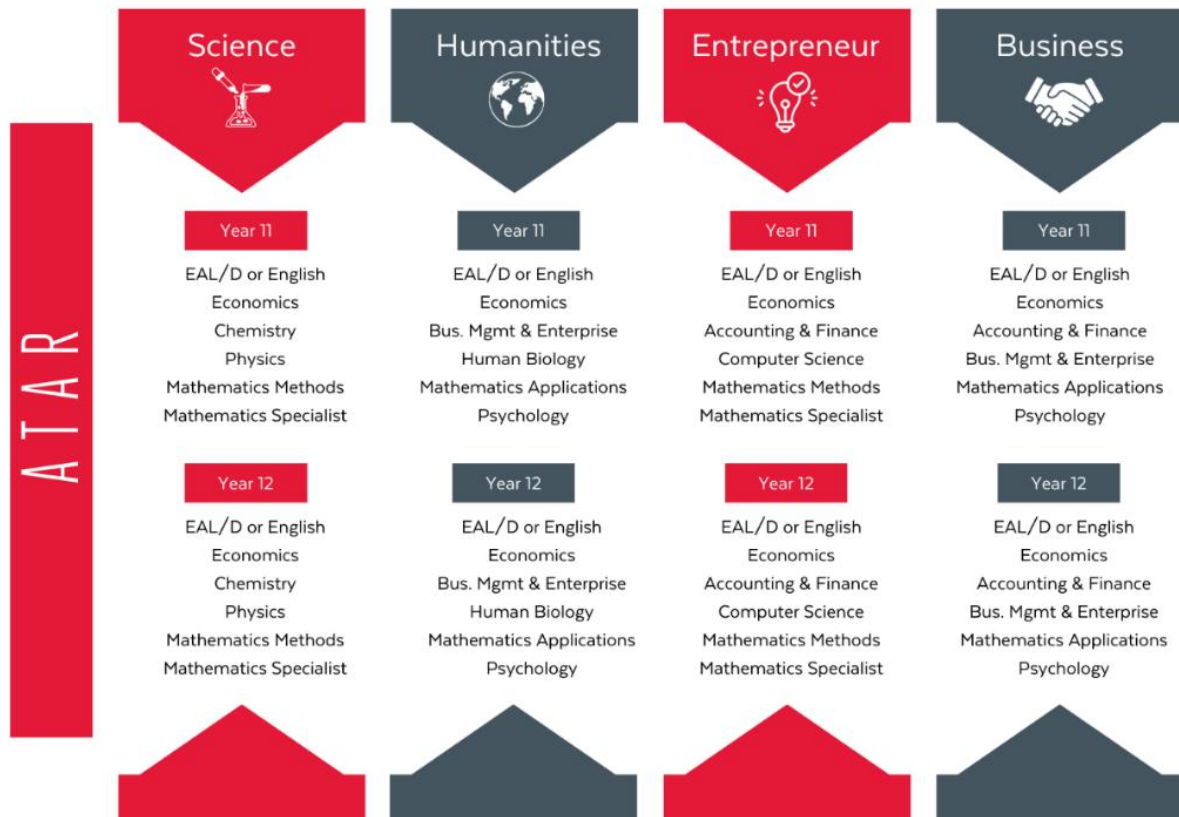 ATAR
Science
Year 11
EAL/D or English
Economics
Chemistry
Physics
Mathematics Methods
Mathematics Specialist
Year 12
EAL/D or English
Economics
Chemistry
Physics
Mathematics Methods
Mathematics Specialist
Humanities
Year 11
EAL/D or English
Economics
Bus. Mgmt & Enterprise
Human Biology
Mathematics Applications
Psychology
Year 12
EAL/D or English
Economics
Bus. Mgmt & Enterprise
Human Biology
Mathematics Applications
Psychology
Entrepreneur
Year 11
EAL/D or English
Economics
Accounting & Finance
Computer Science
Mathematics Methods
Mathematics Specialist
Year 12
EAL/D or English
Economics
Accounting & Finance
Computer Science
Mathematics Methods
Mathematics Specialist
Business
Year 11
EAL/D or English
Economics
Accounting & Finance
Bus. Mgmt & Enterprise
Mathematics Applications
Psychology
Year 12
EAL/D or English
Economics
Accounting & Finance
Bus. Mgmt & Enterprise
Mathematics Applications
Psychology